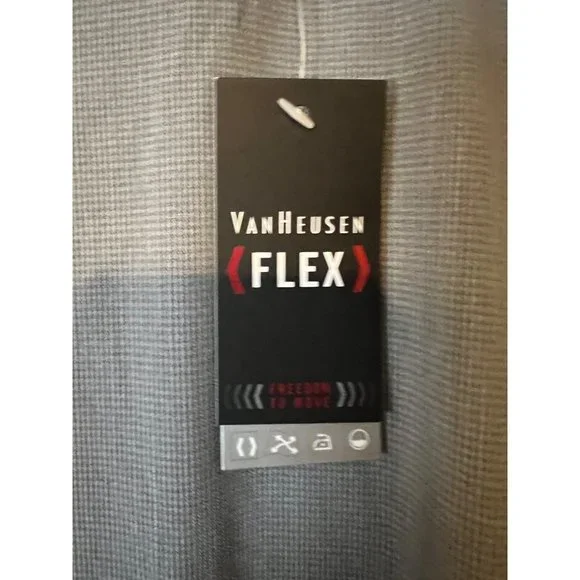 VANHEUSEN
FLEX
FREEDOM
TO MOVE